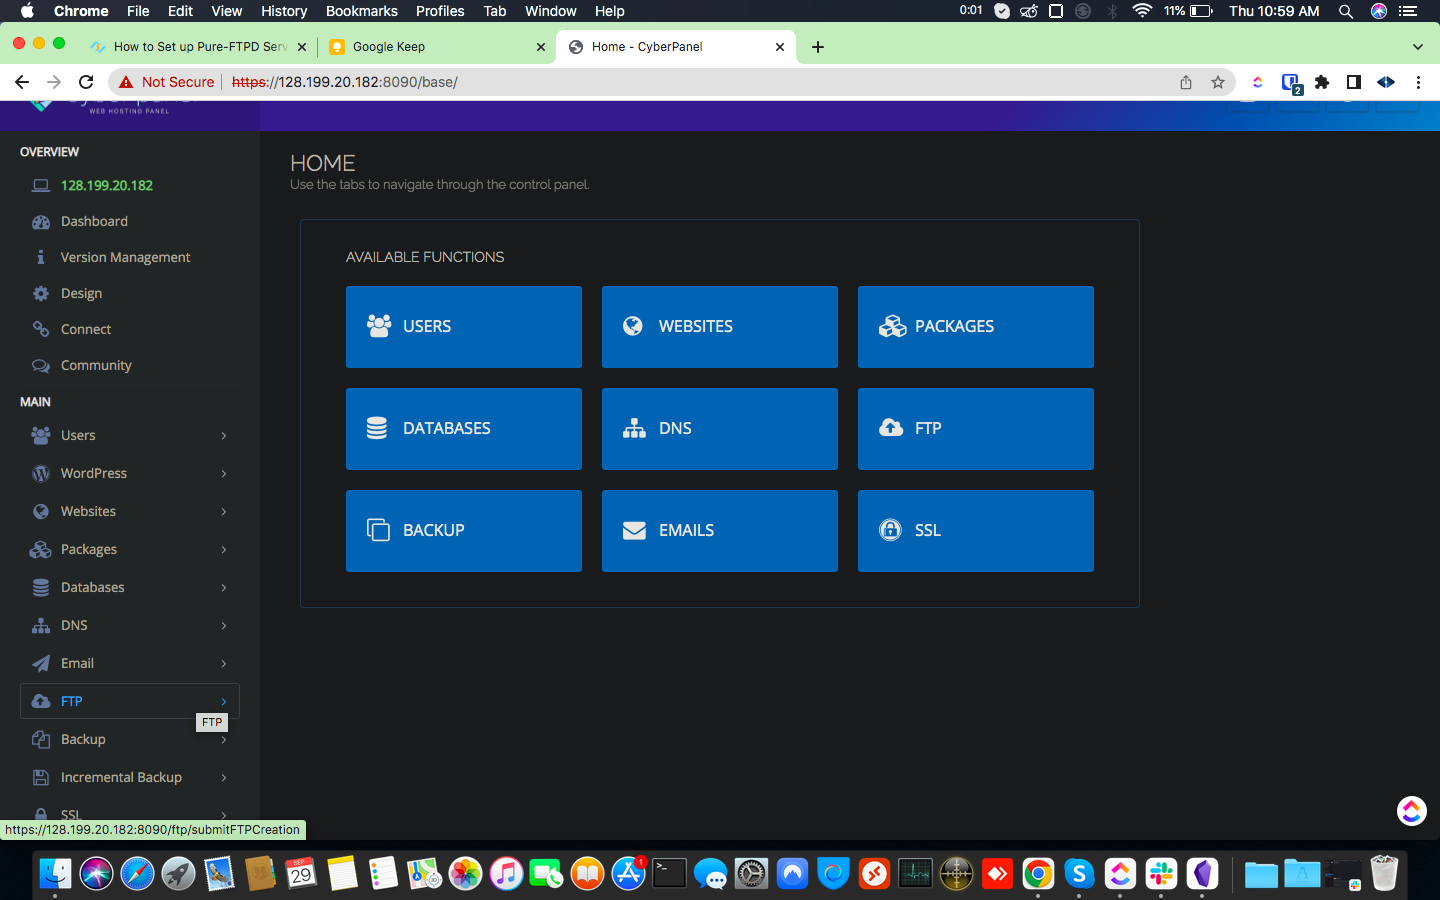 Chrome File Edit View History Bookmarks Profiles Tab Window Help 0:01 11% Thu 10:59 AM
How to Set up Pure-FTPD Serv
Google Keep
Home - CyberPanel
Not Secure https://128.199.20.182:8090/base/
2
WEB HOSTING PANEL
OVERVIEW
128.199.20.182
Dashboard
Version Management
Design
Connect
Community
MAIN
Users
WordPress
Websites
Packages
Databases
DNS
Email
FTP
FTP
Backup
Incremental Backup
SSL
https://128.199.20.182:8090/ftp/submitFTPCreation
HOME
Use the tabs to navigate through the control panel.
AVAILABLE FUNCTIONS
USERS
WEBSITES
PACKAGES
DATABASES
DNS
FTP
BACKUP
EMAILS
SSL
SEP
29
1